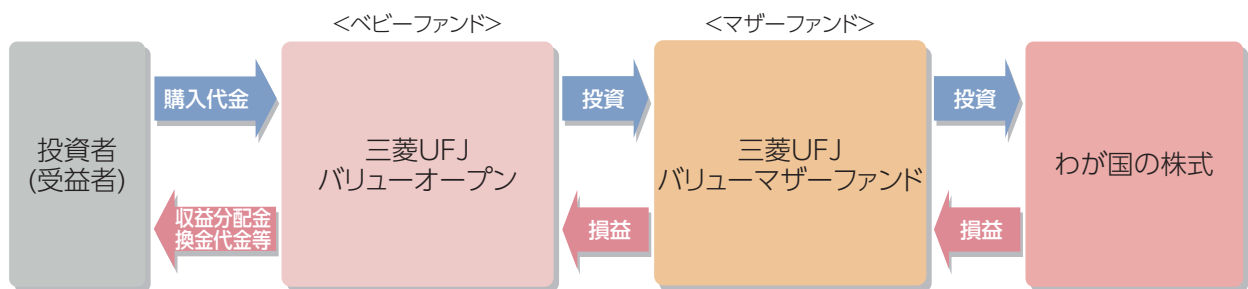 <ベビーファンド>
<マザーファンド>
購入代金
投資
投資
投資者
(受益者)
三菱UFJ
バリューオープン
三菱UFJ
バリューマザーファンド
わが国の株式
収益分配金
換金代金等
損益
損益